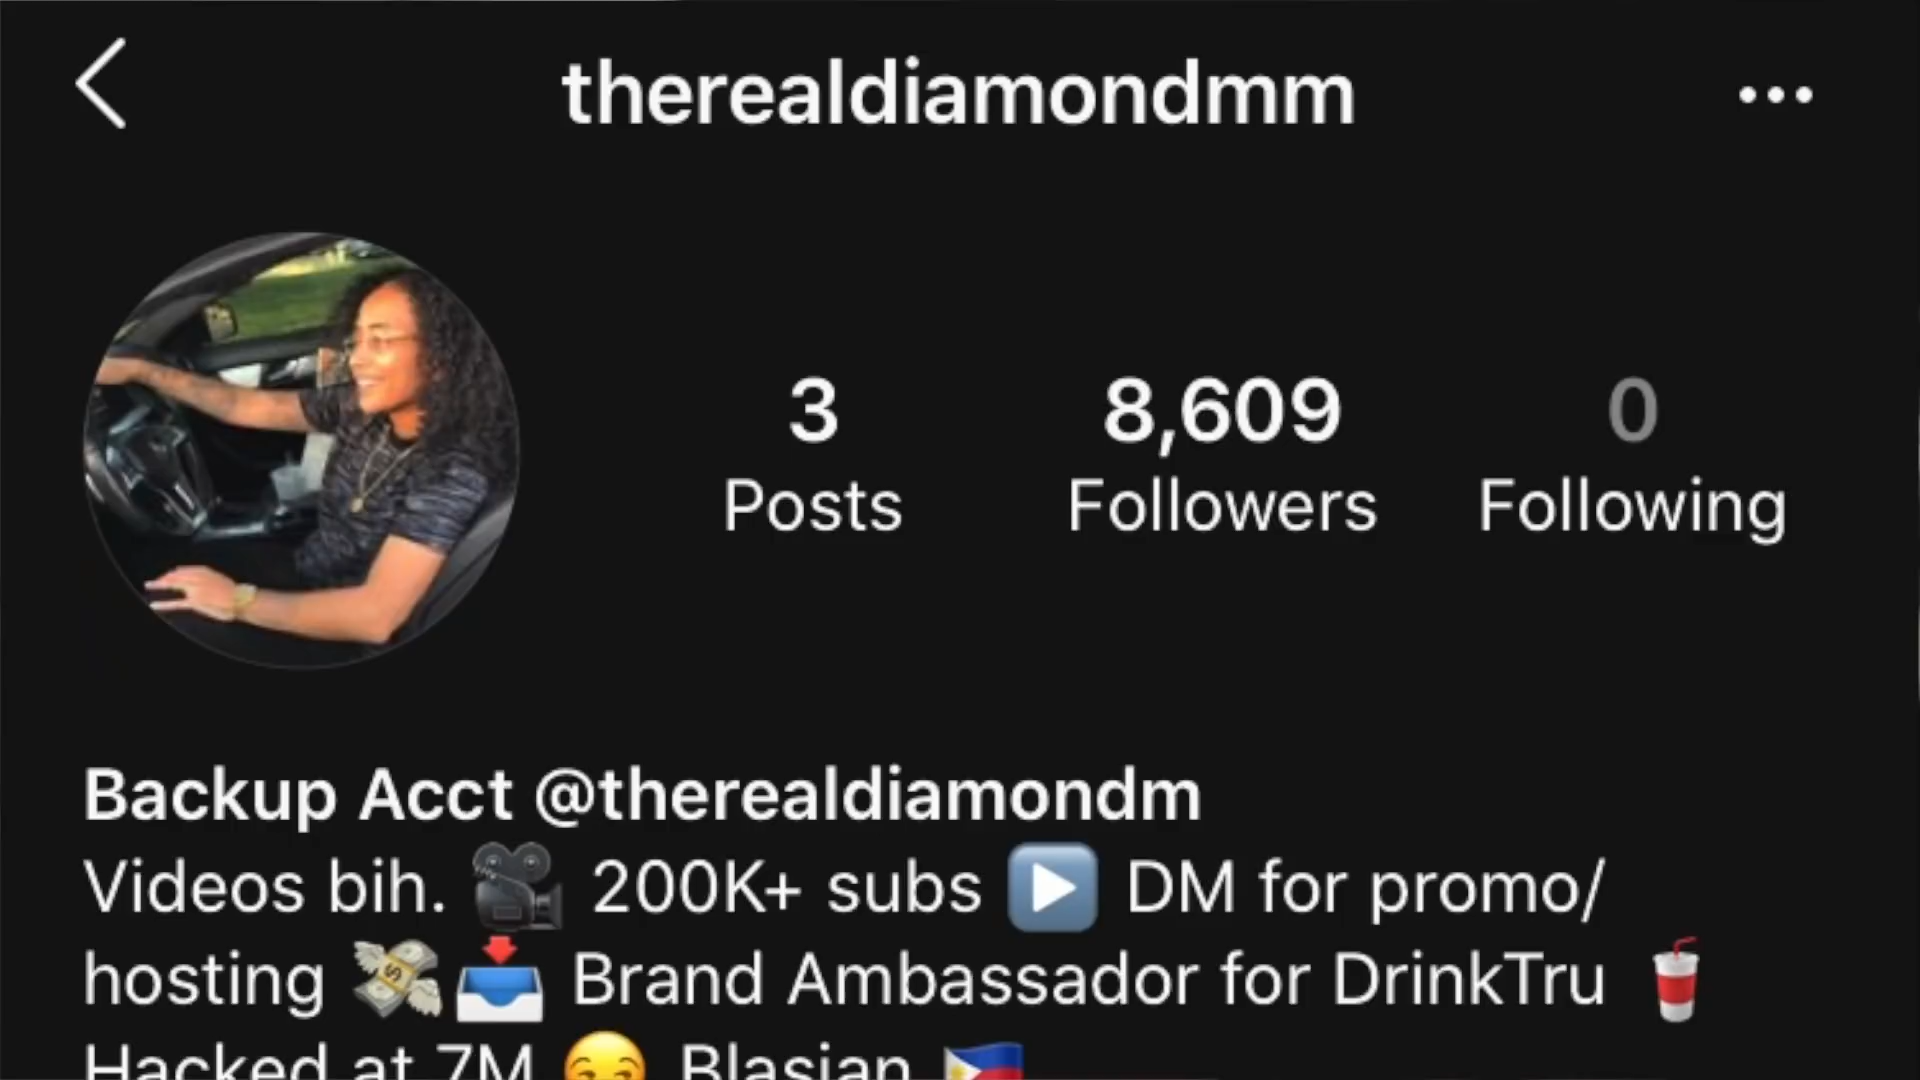 therealdiamondmm
3 8,609 0
Posts Followers Following
Backup Acct @therealdiamondm
Videos bih. 🎥 200K+ subs ▶️ DM for promo/
hosting 💸📥 Brand Ambassador for DrinkTru 🥤
Hacked at 7M 😏 Blasian 🇵🇭